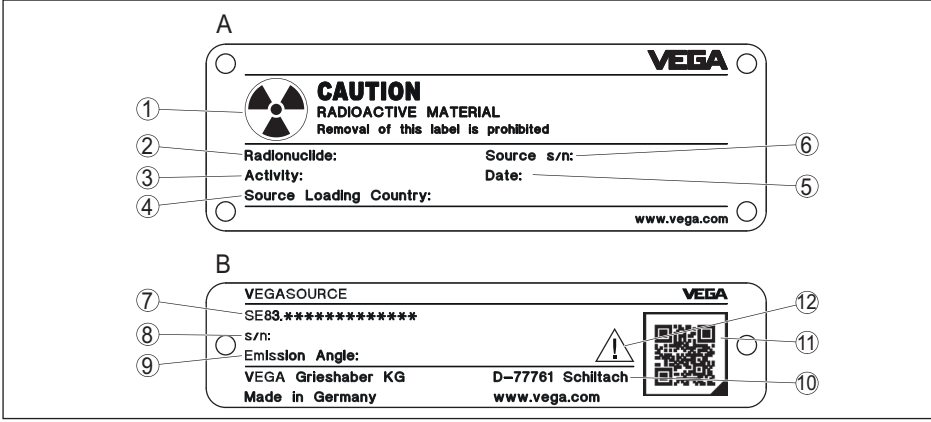 A
VEGA
CAUTION
① RADIOACTIVE MATERIAL
Removal of this label is prohibited
② Radionuclide: Source s/n: ⑥
③ Activity: Date: ⑤
④ Source Loading Country:
www.vega.com
B
VEGASOURCE VEGA
⑦ SE83.************* ⑫
⑧ s/n: ⑪
⑨ Emission Angle: !
VEGA Grieshaber KG D-77761 Schiltach ⑩
Made in Germany www.vega.com